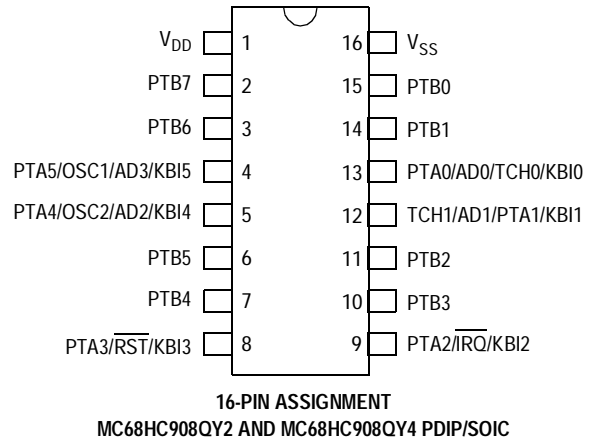 V_DD 1 16 V_SS
PTB7 2 15 PTB0
PTB6 3 14 PTB1
PTA5/OSC1/AD3/KBI5 4 13 PTA0/AD0/TCH0/KBI0
PTA4/OSC2/AD2/KBI4 5 12 TCH1/AD1/PTA1/KBI1
PTB5 6 11 PTB2
PTB4 7 10 PTB3
PTA3/R̅S̅T̅/KBI3 8 9 PTA2/I̅R̅Q̅/KBI2
16-PIN ASSIGNMENT
MC68HC908QY2 AND MC68HC908QY4 PDIP/SOIC